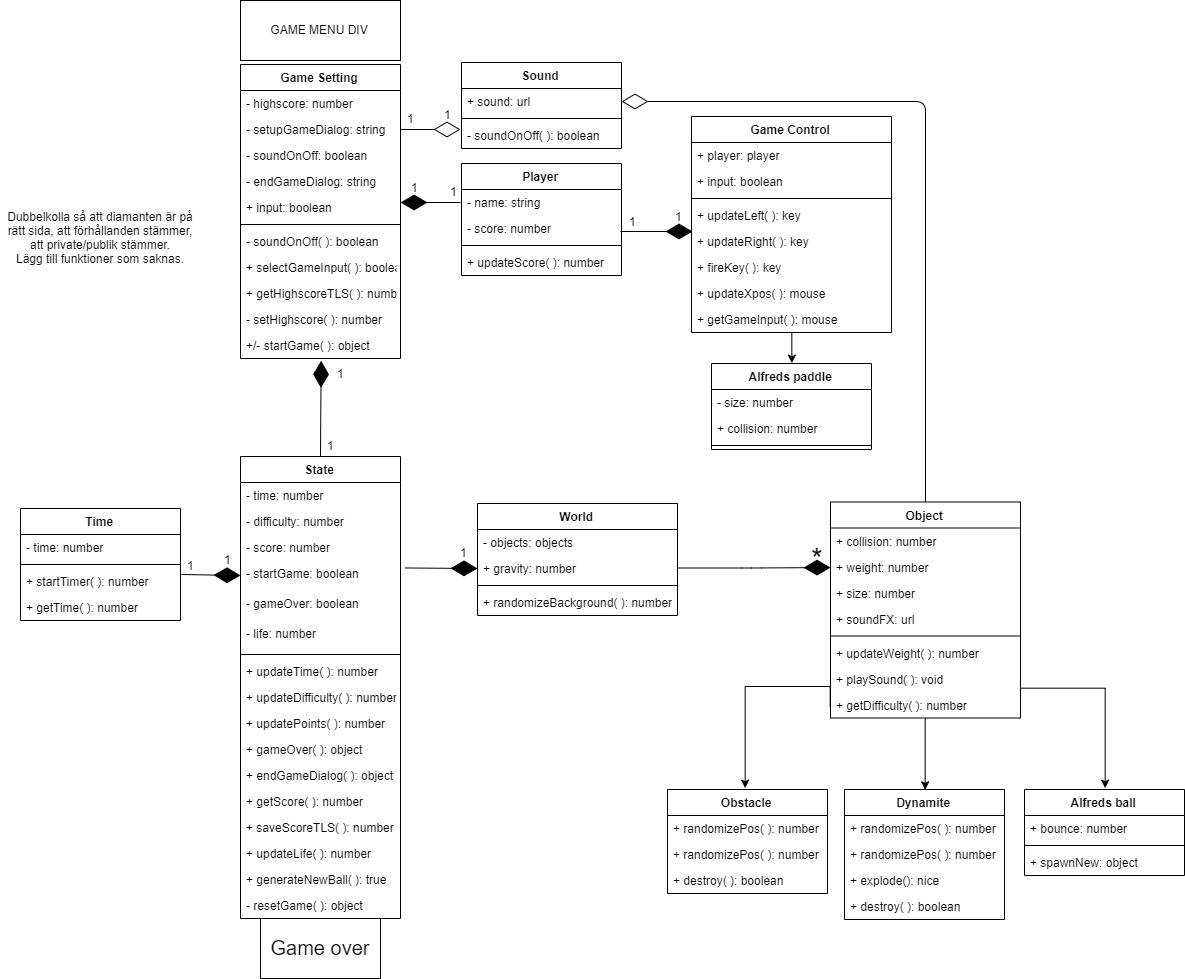 GAME MENU DIV
Game Setting
- highscore: number
- setupGameDialog: string
- soundOnOff: boolean
- endGameDialog: string
+ input: boolean
- soundOnOff( ): boolean
+ selectGameInput( ): boolea
+ getHighscoreTLS( ): numb
- setHighscore( ): number
+/- startGame( ): object
Dubbelkolla så att diamanten är på
rätt sida, att förhållanden stämmer,
att private/publik stämmer.
Lägg till funktioner som saknas.
1
1
Sound
+ sound: url
- soundOnOff( ): boolean
1
1
Player
- name: string
- score: number
+ updateScore( ): number
1
1
Game Control
+ player: player
+ input: boolean
+ updateLeft( ): key
+ updateRight( ): key
+ fireKey( ): key
+ updateXpos( ): mouse
+ getGameInput( ): mouse
Alfreds paddle
- size: number
+ collision: number
1
1
State
- time: number
- difficulty: number
- score: number
- startGame: boolean
- gameOver: boolean
- life: number
+ updateTime( ): number
+ updateDifficulty( ): number
+ updatePoints( ): number
+ gameOver( ): object
+ endGameDialog( ): object
+ getScore( ): number
+ saveScoreTLS( ): number
+ updateLife( ): number
+ generateNewBall( ): true
- resetGame( ): object
Game over
Time
- time: number
+ startTimer( ): number
+ getTime( ): number
1
1
1
World
- objects: objects
+ gravity: number
+ randomizeBackground( ): number
*
Object
+ collision: number
+ weight: number
+ size: number
+ soundFX: url
+ updateWeight( ): number
+ playSound( ): void
+ getDifficulty( ): number
Obstacle
+ randomizePos( ): number
+ randomizePos( ): number
+ destroy( ): boolean
Dynamite
+ randomizePos( ): number
+ randomizePos( ): number
+ explode(): nice
+ destroy( ): boolean
Alfreds ball
+ bounce: number
+ spawnNew: object